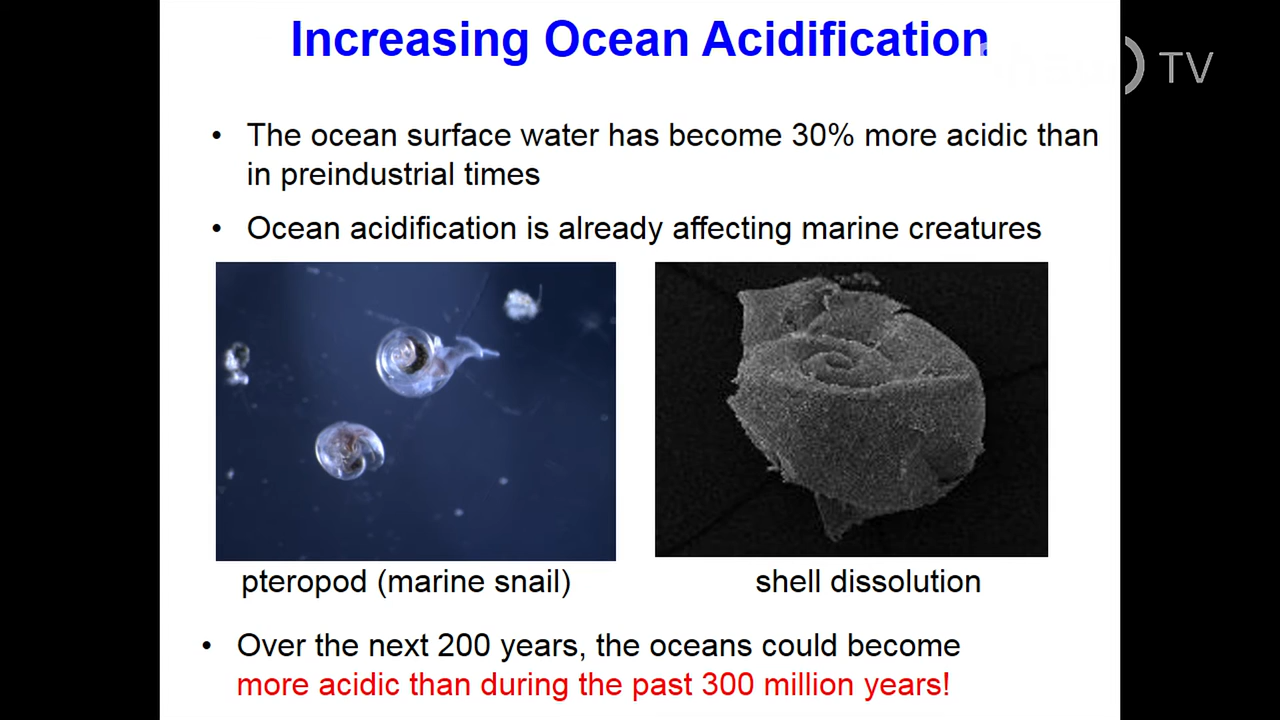 Increasing Ocean Acidification
TV
• The ocean surface water has become 30% more acidic than
in preindustrial times
• Ocean acidification is already affecting marine creatures
pteropod (marine snail)
shell dissolution
• Over the next 200 years, the oceans could become
more acidic than during the past 300 million years!